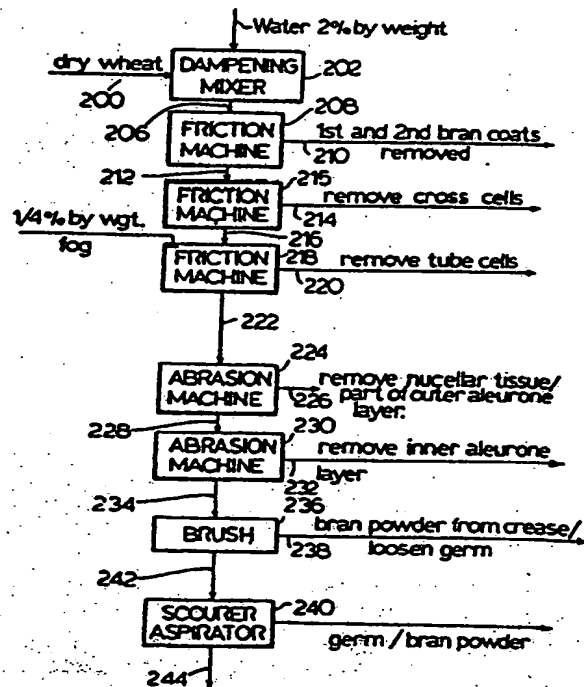 Water 2% by weight
dry wheat
200
DAMPENING
MIXER
202
206
208
FRICTION
MACHINE
1st and 2nd bran coats
210 removed
212
215
FRICTION
MACHINE
remove cross cells
214
1/4% by wgt.
fog
216
218
FRICTION
MACHINE
remove tube cells
220
222
224
ABRASION
MACHINE
remove nucellar tissue/
226 part of outer aleurone
layer.
228
230
ABRASION
MACHINE
remove inner aleurone
232 layer
234
236
BRUSH
bran powder from crease/
238 loosen germ
242
240
SCOURER
ASPIRATOR
germ/bran powder
244